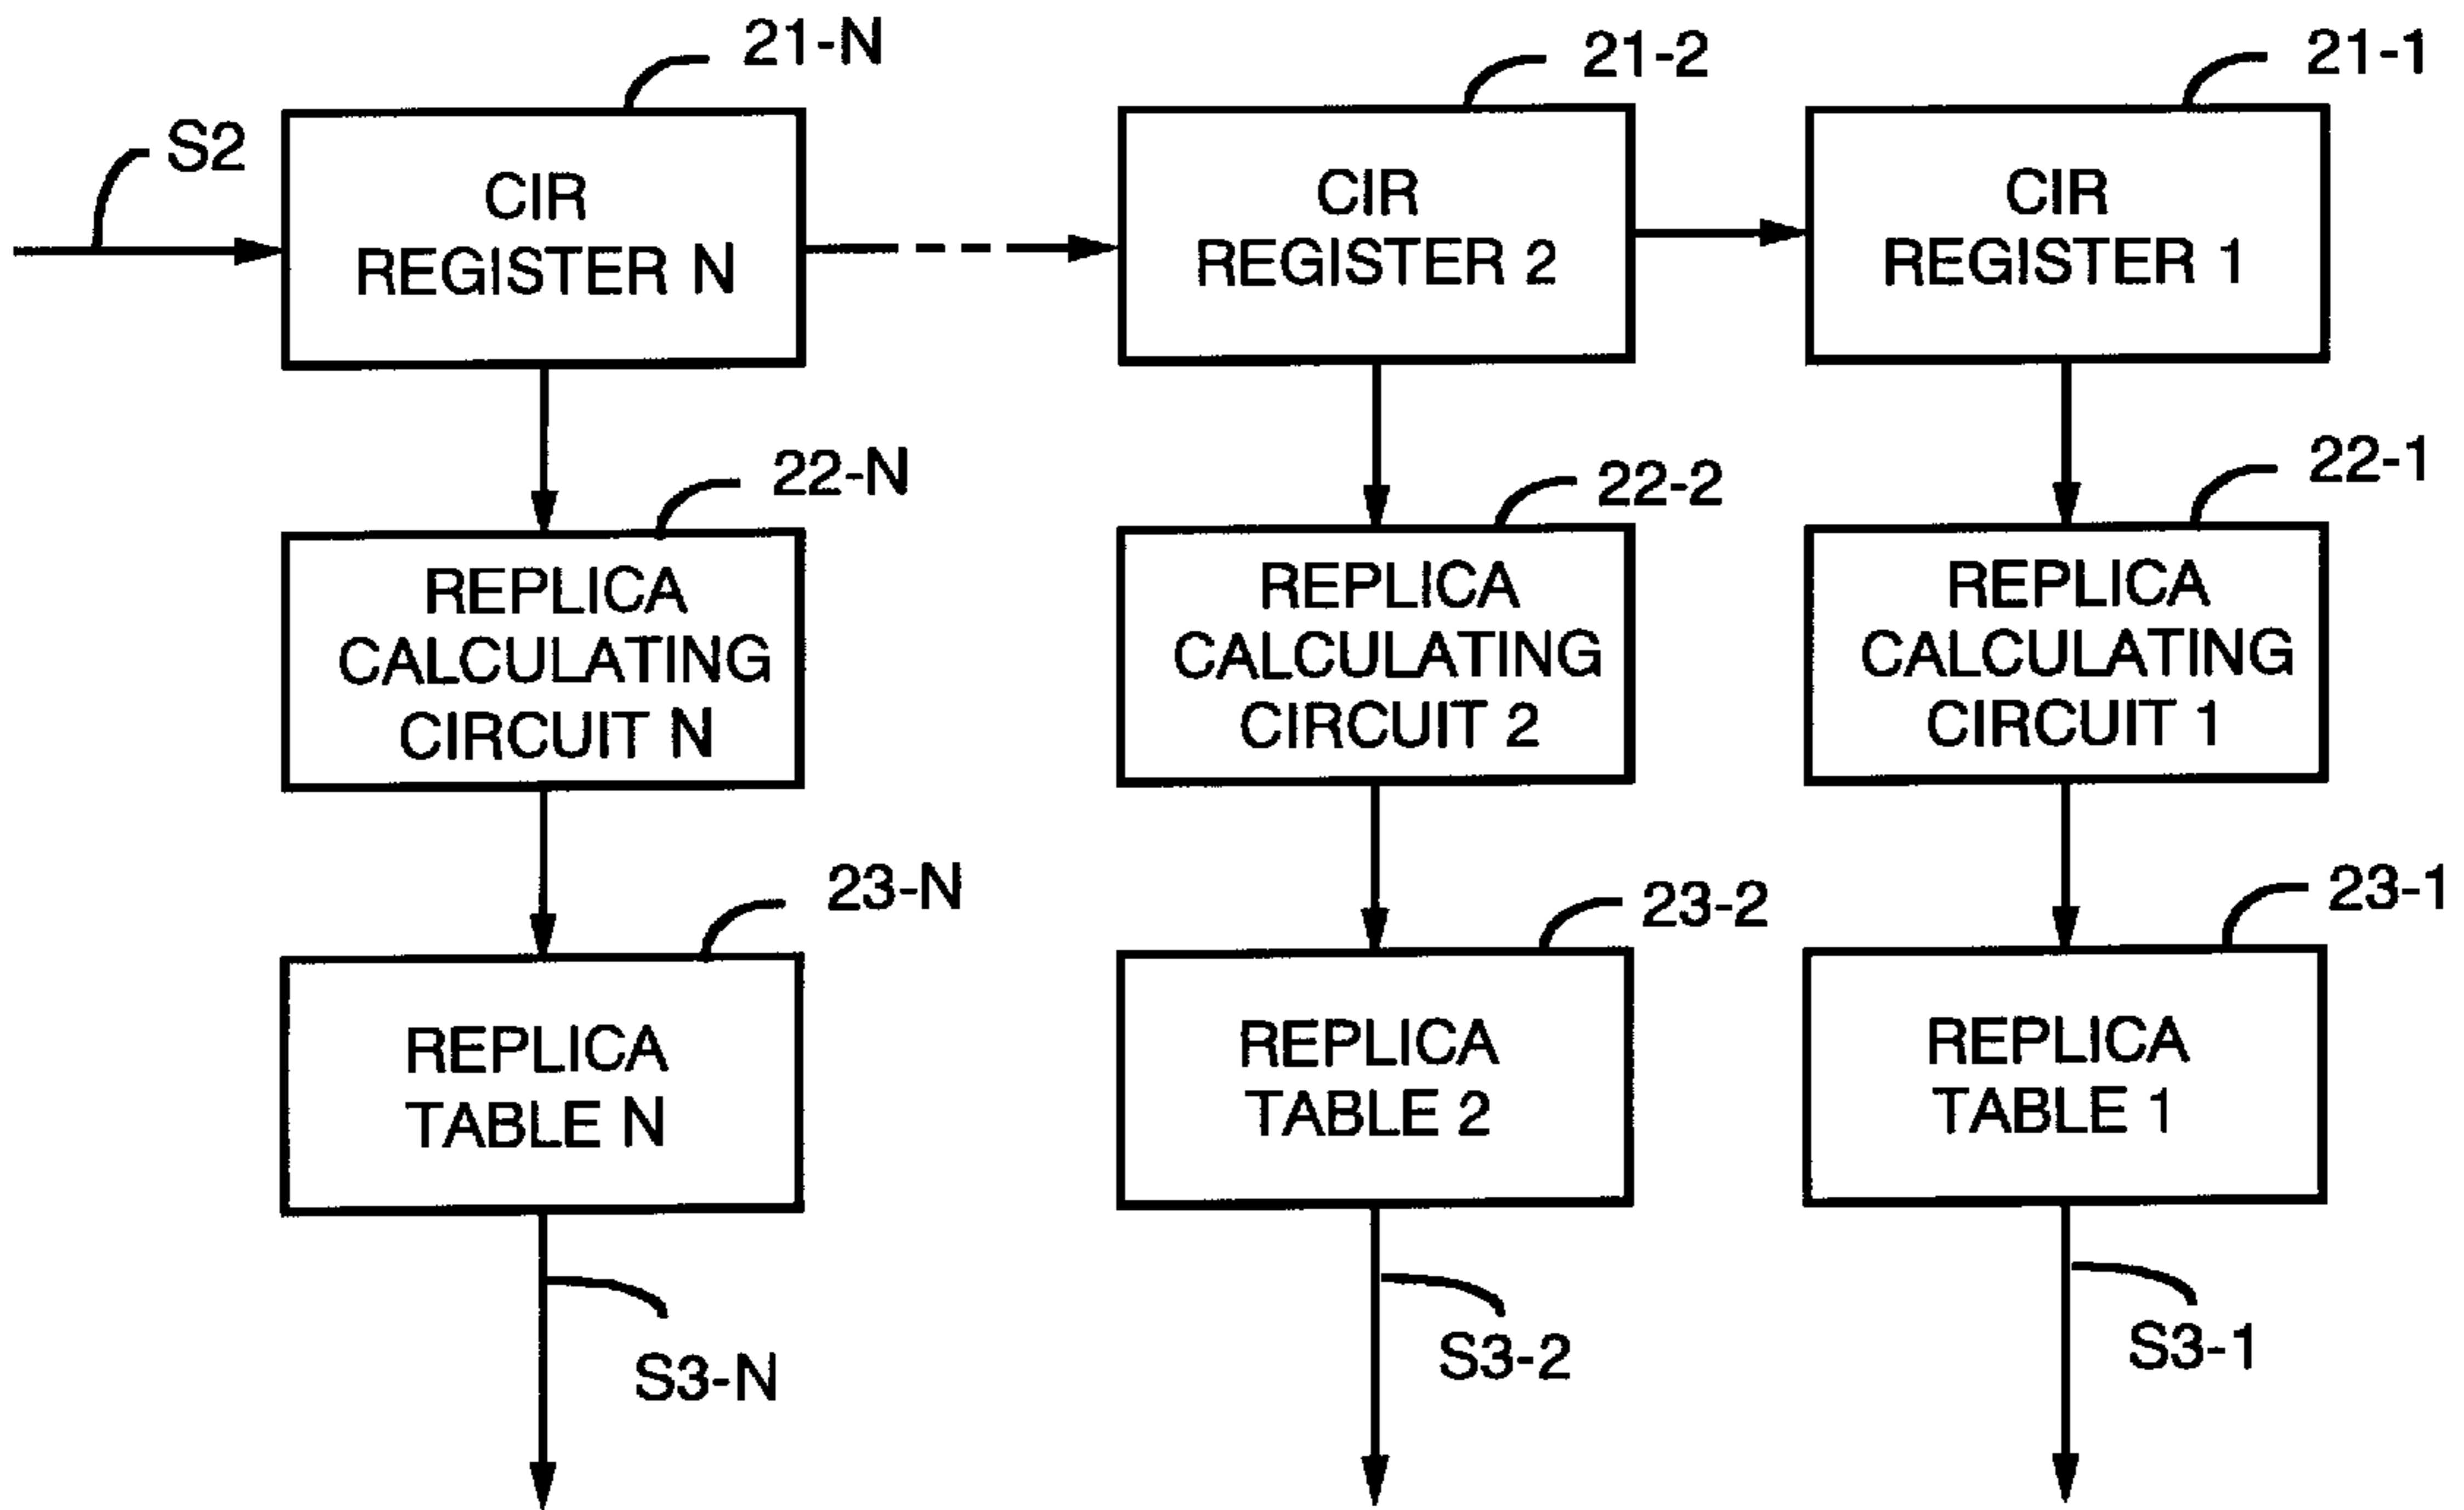 21-N
21-2
21-1
S2
CIR
REGISTER N
CIR
REGISTER 2
CIR
REGISTER 1
22-N
22-2
22-1
REPLICA
CALCULATING
CIRCUIT N
REPLICA
CALCULATING
CIRCUIT 2
REPLICA
CALCULATING
CIRCUIT 1
23-N
23-2
23-1
REPLICA
TABLE N
REPLICA
TABLE 2
REPLICA
TABLE 1
S3-N
S3-2
S3-1